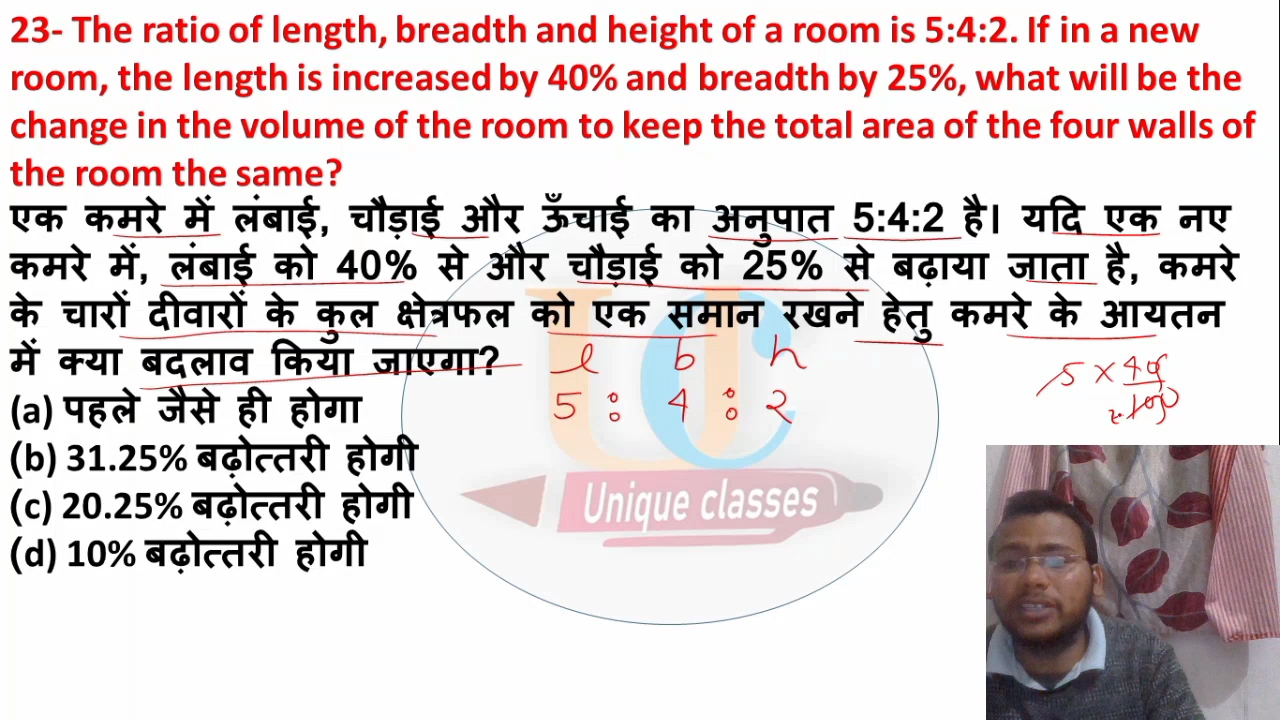 23- The ratio of length, breadth and height of a room is 5:4:2. If in a new
room, the length is increased by 40% and breadth by 25%, what will be the
change in the volume of the room to keep the total area of the four walls of
the room the same?
एक कमरे में लंबाई, चौड़ाई और ऊँचाई का अनुपात 5:4:2 है। यदि एक नए
कमरे में, लंबाई को 40% से और चौड़ाई को 25% से बढ़ाया जाता है, कमरे
के चारों दीवारों के कुल क्षेत्रफल को एक समान रखने हेतु कमरे के आयतन
में क्या बदलाव किया जाएगा?
l b h
5 : 4 : 2
5 × 40
100
(a) पहले जैसे ही होगा
(b) 31.25% बढ़ोत्तरी होगी
(c) 20.25% बढ़ोत्तरी होगी
(d) 10% बढ़ोत्तरी होगी
UC
Unique classes